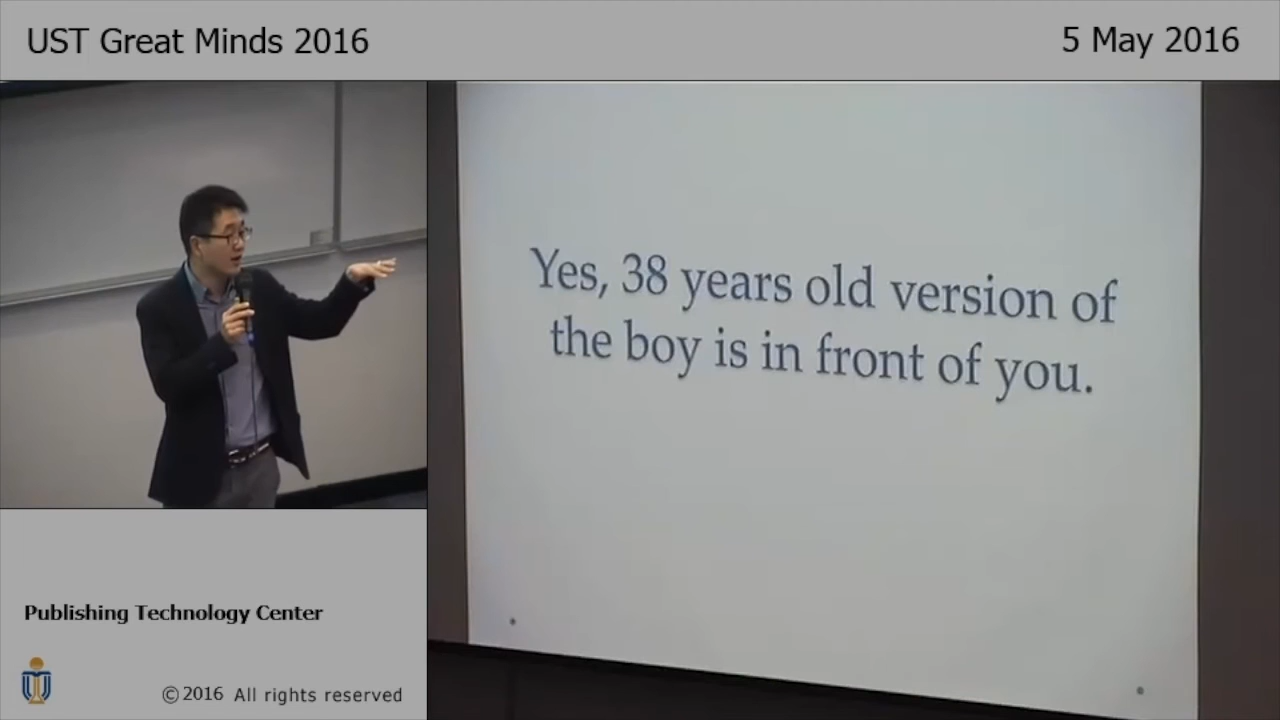 UST Great Minds 2016
5 May 2016
Yes, 38 years old version of
the boy is in front of you.
Publishing Technology Center
© 2016 All rights reserved